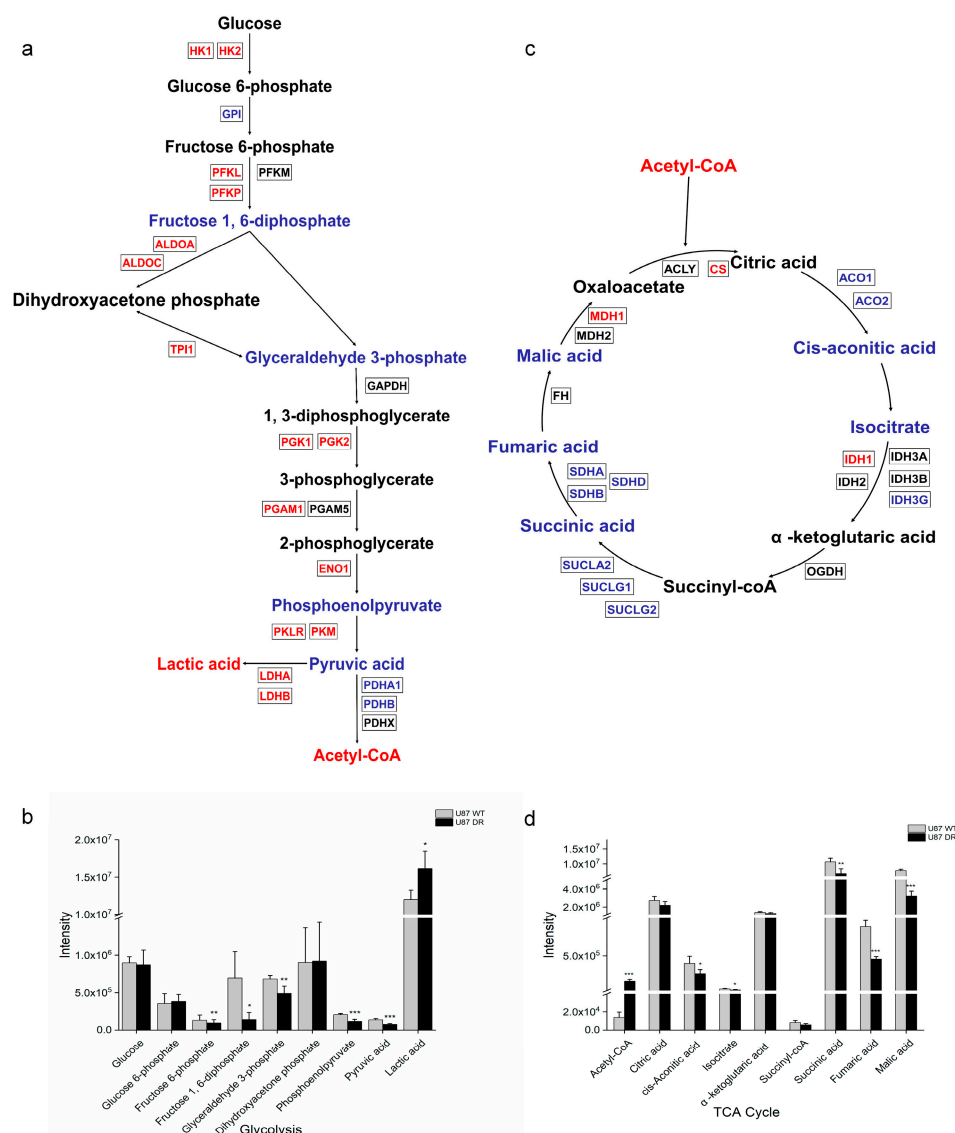 a
Glucose
HK1 HK2
Glucose 6-phosphate
GPI
Fructose 6-phosphate
PFKL PFKM
PFKP
Fructose 1, 6-diphosphate
ALDOA
ALDOC
Dihydroxyacetone phosphate
TPI1
Glyceraldehyde 3-phosphate
GAPDH
1, 3-diphosphoglycerate
PGK1 PGK2
3-phosphoglycerate
PGAM1 PGAM5
2-phosphoglycerate
ENO1
Phosphoenolpyruvate
PKLR PKM
Lactic acid Pyruvic acid
LDHA
LDHB
PDHA1
PDHB
PDHX
Acetyl-CoA
c
Acetyl-CoA
ACLY CS
Citric acid
Oxaloacetate
ACO1
ACO2
MDH1
MDH2
Malic acid
Cis-aconitic acid
FH
Isocitrate
Fumaric acid
IDH1 IDH3A
IDH2 IDH3B
IDH3G
SDHA
SDHB
SDHD
Succinic acid
α -ketoglutaric acid
OGDH
SUCLA2
SUCLG1
SUCLG2
Succinyl-coA
b
U87 WT
U87 DR
2.0x10⁷
1.5x10⁷
1.0x10⁷
1.0x10⁶
5.0x10⁵
0.0
Intensity
** * ** *** *** *
Glucose
Glucose 6-phosphate
Fructose 6-phosphate
Fructose 1, 6-diphosphate
Glyceraldehyde 3-phosphate
Dihydroxyacetone phosphate
Phosphoenolpyruvate
Pyruvic acid
Lactic acid
Glycolysis
d
U87 WT
U87 DR
1.5x10⁷
1.0x10⁷
5.0x10⁶
4.0x10⁶
2.0x10⁶
5.0x10⁵
2.0x10⁴
0.0
Intensity
*** * * ** *** ***
Acetyl-CoA
Citric acid
cis-Aconitic acid
Isocitrate
α -ketoglutaric acid
Succinyl-coA
Succinic acid
Fumaric acid
Malic acid
TCA Cycle